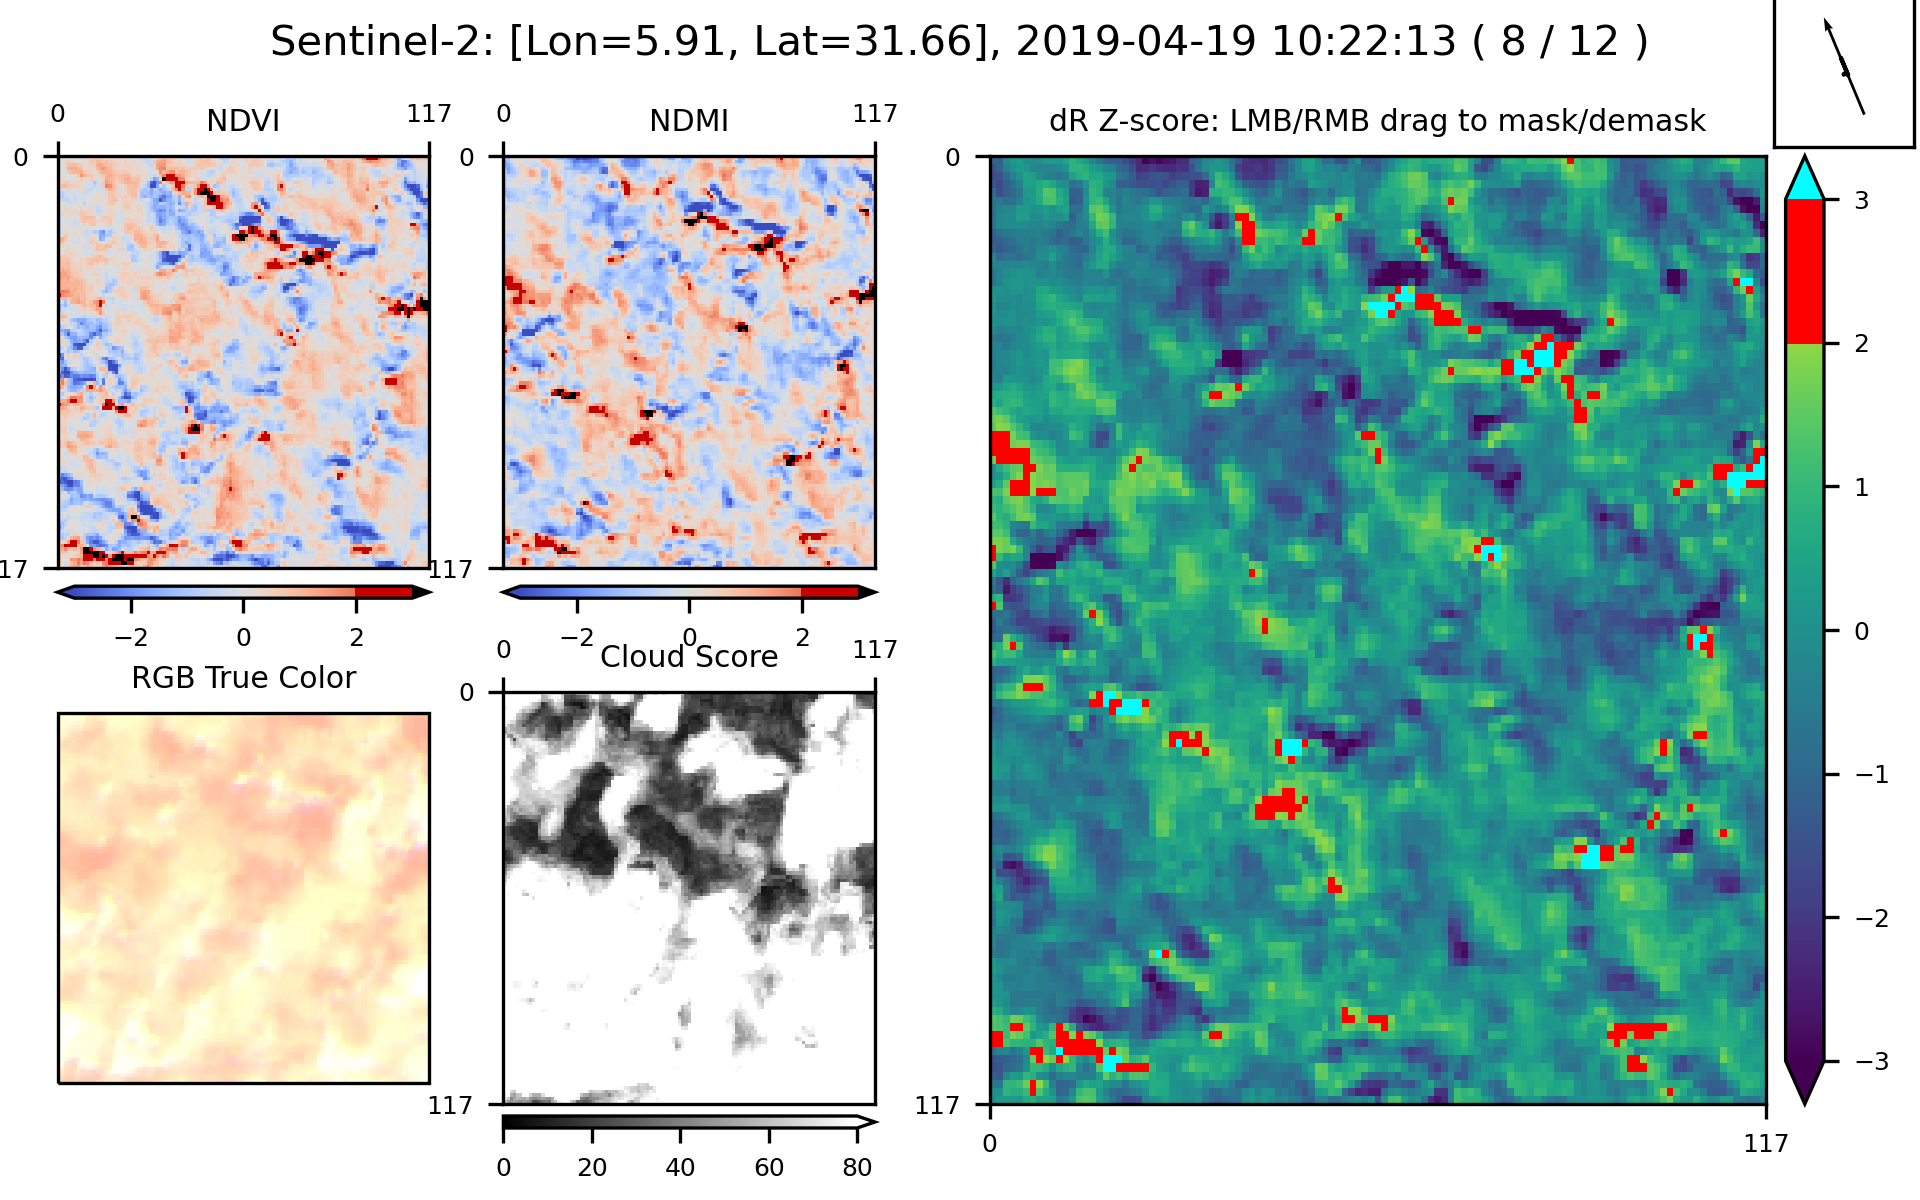 Sentinel-2: [Lon=5.91, Lat=31.66], 2019-04-19 10:22:13 ( 8 / 12 )
0 NDVI 117
0
117
−2 0 2
0 NDMI 117
0
117
−2 0 2
RGB True Color
0 Cloud Score 117
0
117
0 20 40 60 80
dR Z-score: LMB/RMB drag to mask/demask
0
117
0 117
3
2
1
0
−1
−2
−3